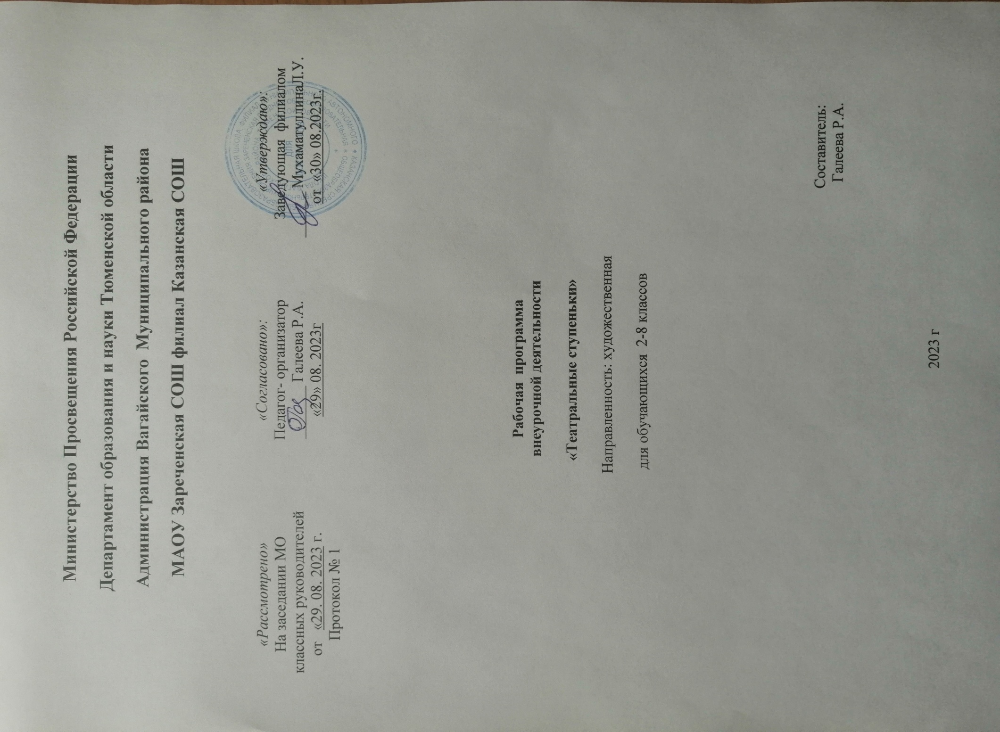 Министерство Просвещения Российской Федерации
Департамент образования и науки Тюменской области
Администрация Вагайского Муниципального района
МАОУ Зареченская СОШ филиал Казанская СОШ
«Рассмотрено»
На заседании МО
классных руководителей
от «29. 08. 2023 г.
Протокол № 1
«Согласовано»:
Педагог- организатор
Галеева Р.А.
«29» 08. 2023г
«Утверждаю»:
Заведующая филиалом
МухаматуллинаЛ.У.
от «30» 08.2023г.
Рабочая программа
внеурочной деятельности
«Театральные ступеньки»
Направленность: художественная
для обучающихся 2-8 классов
Составитель:
Галеева Р.А.
2023 г